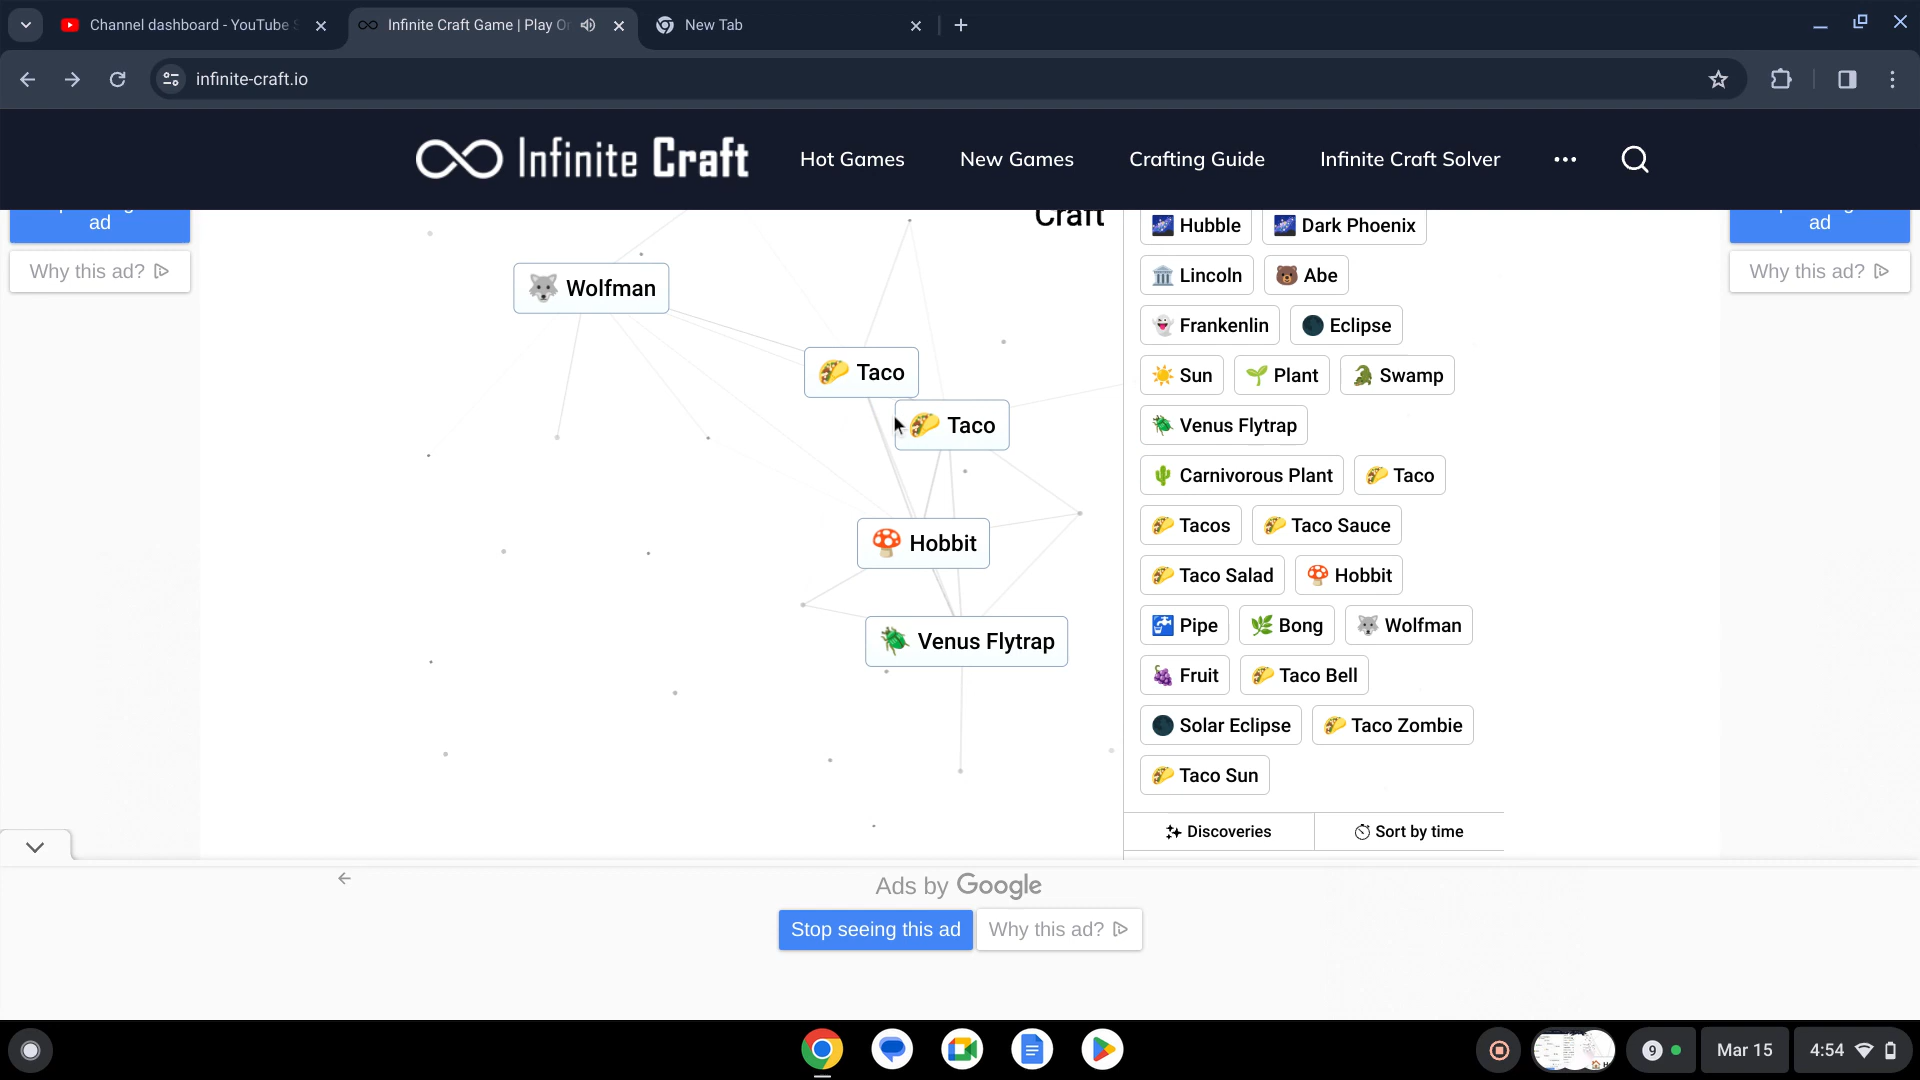 Channel dashboard - YouTube
Infinite Craft Game | Play
New Tab
infinite-craft.io
Infinite Craft
Hot Games
New Games
Crafting Guide
Infinite Craft Solver
ad
Why this ad?
Craft
Wolfman
Taco
Taco
Hobbit
Venus Flytrap
Hubble Dark Phoenix
Lincoln Abe
Frankenlin Eclipse
Sun Plant Swamp
Venus Flytrap
Carnivorous Plant Taco
Tacos Taco Sauce
Taco Salad Hobbit
Pipe Bong Wolfman
Fruit Taco Bell
Solar Eclipse Taco Zombie
Taco Sun
Discoveries Sort by time
ad
Why this ad?
Ads by Google
Stop seeing this ad Why this ad?
9 Mar 15 4:54